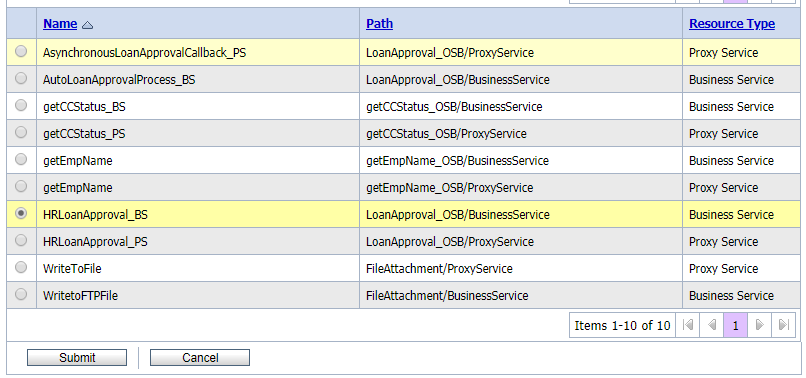 Name Path Resource Type
AsynchronousLoanApprovalCallback_PS LoanApproval_OSB/ProxyService Proxy Service
AutoLoanApprovalProcess_BS LoanApproval_OSB/BusinessService Business Service
getCCStatus_BS getCCStatus_OSB/BusinessService Business Service
getCCStatus_PS getCCStatus_OSB/ProxyService Proxy Service
getEmpName getEmpName_OSB/BusinessService Business Service
getEmpName getEmpName_OSB/ProxyService Proxy Service
HRLoanApproval_BS LoanApproval_OSB/BusinessService Business Service
HRLoanApproval_PS LoanApproval_OSB/ProxyService Proxy Service
WriteToFile FileAttachment/ProxyService Proxy Service
WritetoFTPFile FileAttachment/BusinessService Business Service
Items 1-10 of 10 1
Submit Cancel